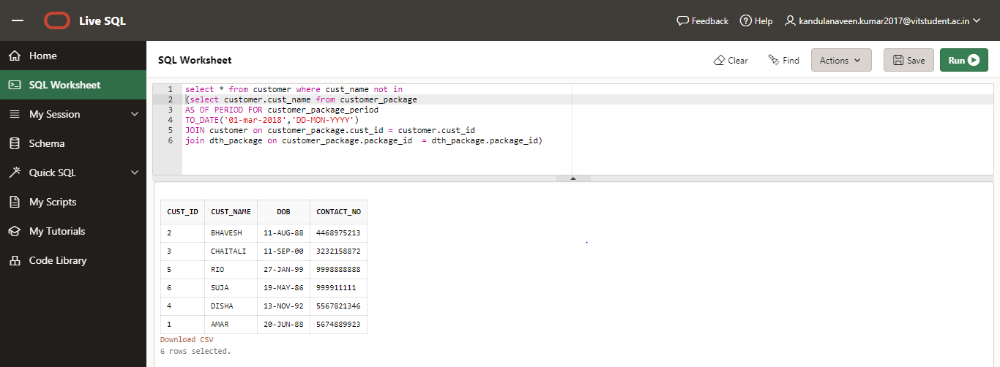 Live SQL
Feedback
Help
kandulanaveen.kumar2017@vitstudent.ac.in
Home
SQL Worksheet
My Session
Schema
Quick SQL
My Scripts
My Tutorials
Code Library
SQL Worksheet
Clear
Find
Actions
Save
Run
1 select * from customer where cust_name not in
2 (select customer.cust_name from customer_package
3 AS OF PERIOD FOR customer_package_period
4 TO_DATE('01-mar-2018','DD-MON-YYYY')
5 JOIN customer on customer_package.cust_id = customer.cust_id
6 join dth_package on customer_package.package_id  = dth_package.package_id)
CUST_ID CUST_NAME DOB CONTACT_NO
2 BHAVESH 11-AUG-88 4468975213
3 CHAITALI 11-SEP-00 3232158872
5 RIO 27-JAN-99 9998888888
6 SUJA 19-MAY-86 999911111
4 DISHA 13-NOV-92 5567821346
1 AMAR 20-JUN-88 5674889923
Download CSV
6 rows selected.